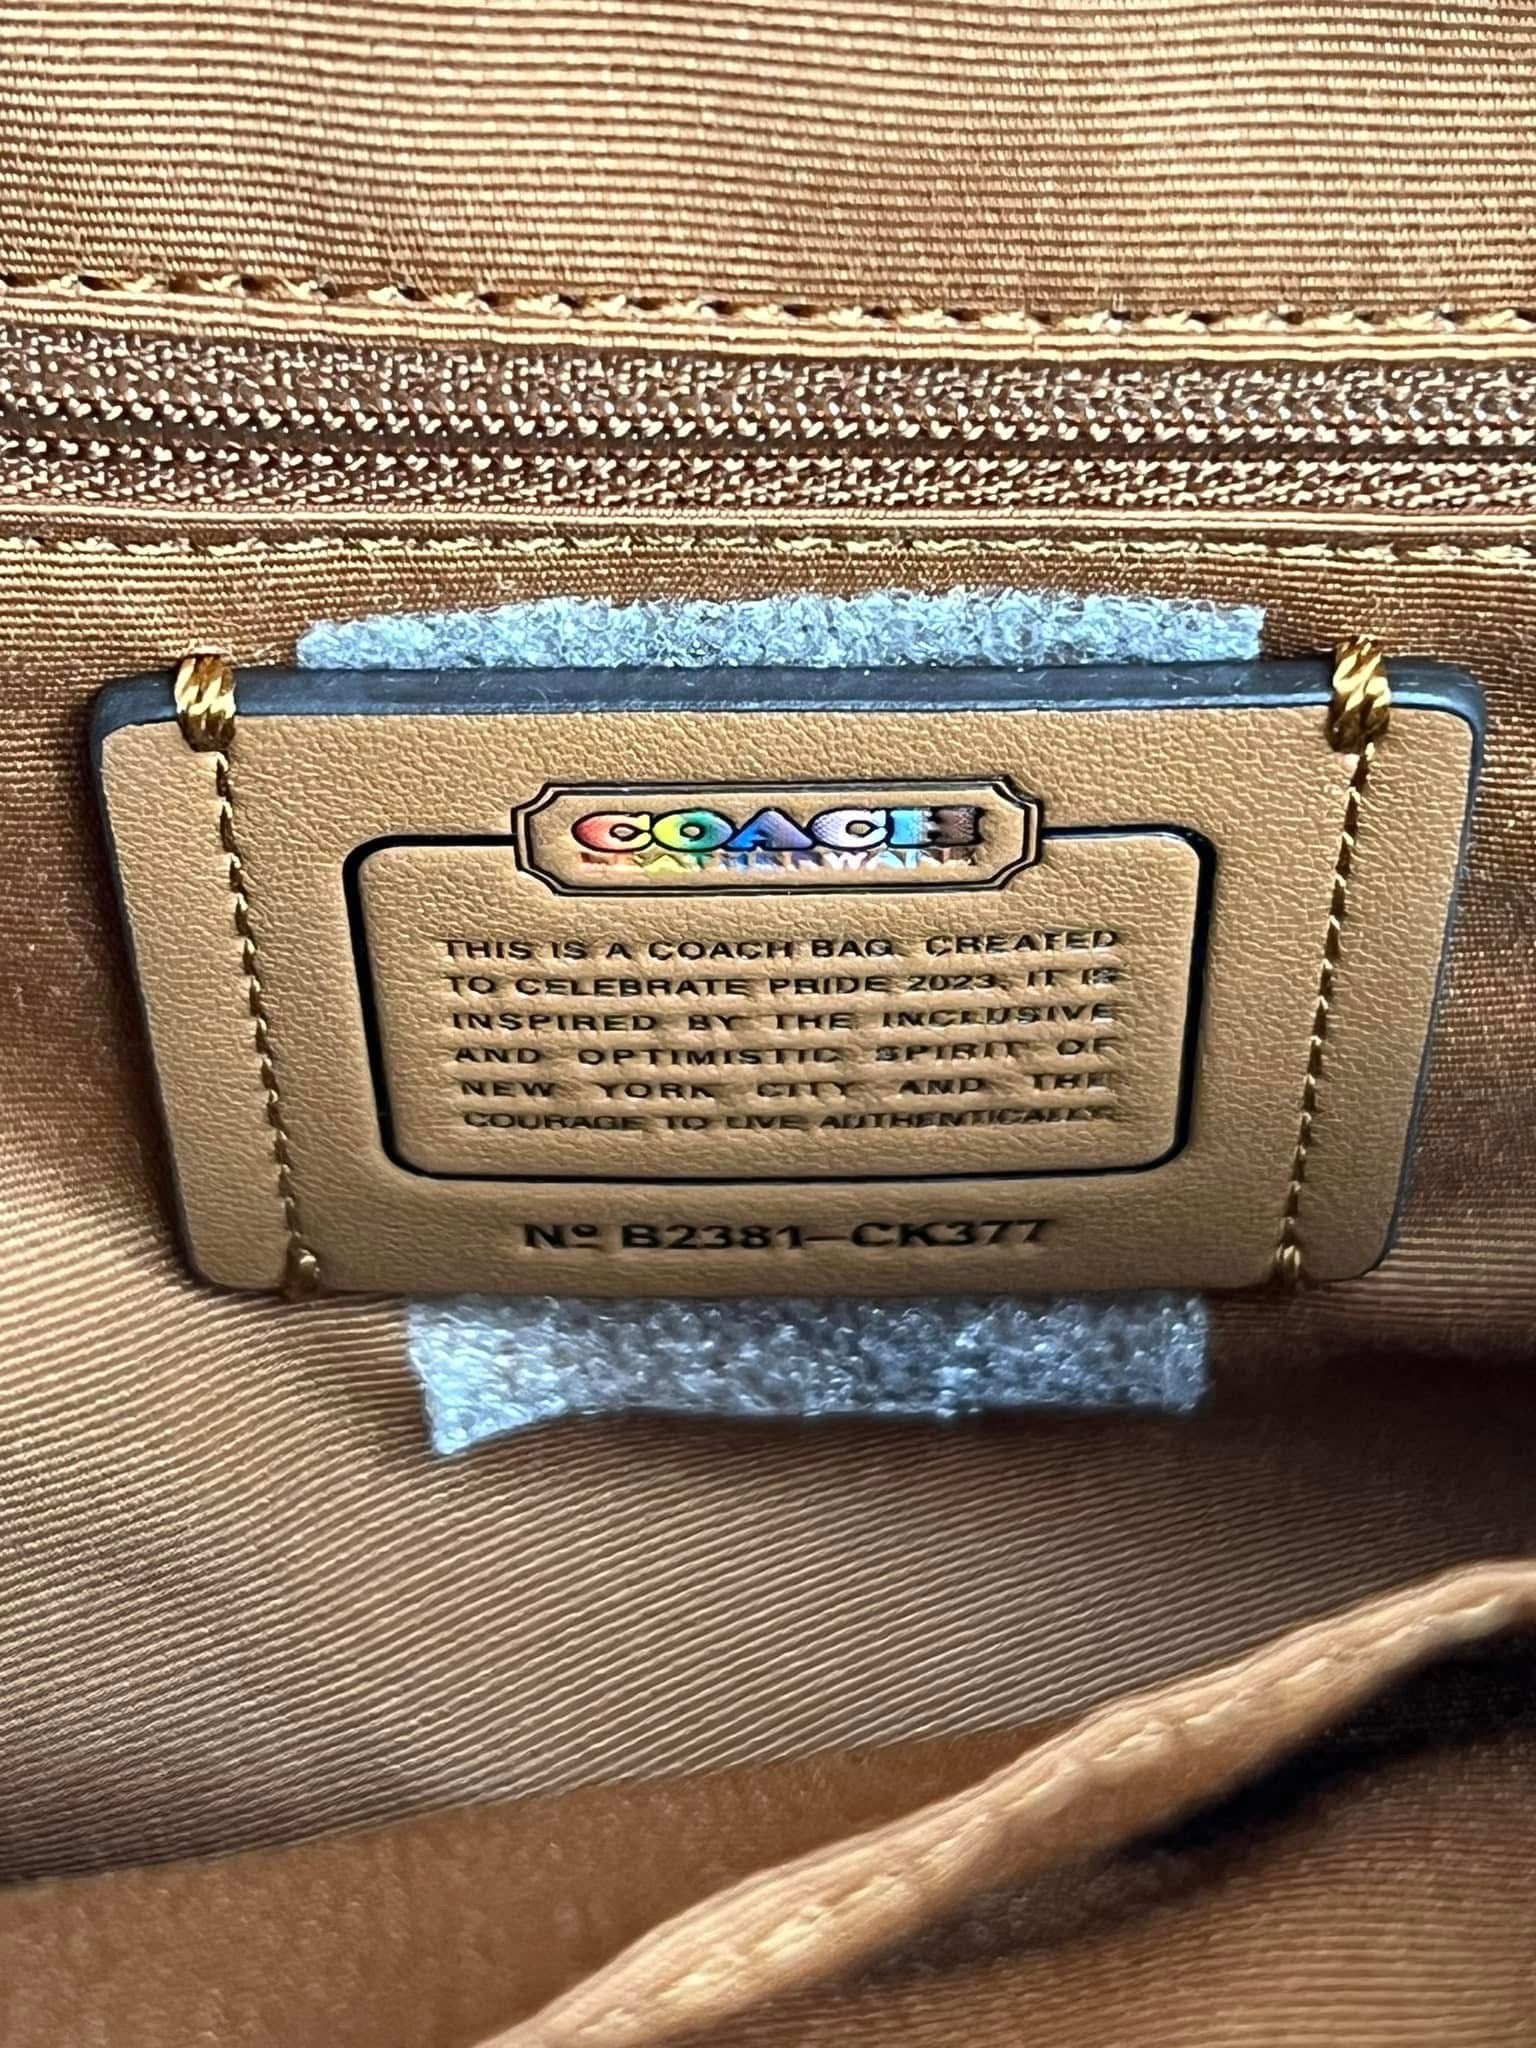 COACH
LEATHERWARE
THIS IS A COACH BAG. CREATED
TO CELEBRATE PRIDE 2023, IT IS
INSPIRED BY THE INCLUSIVE
AND OPTIMISTIC SPIRIT OF
NEW YORK CITY AND THE
COURAGE TO LIVE AUTHENTICALLY.
Nº B2381-CK377